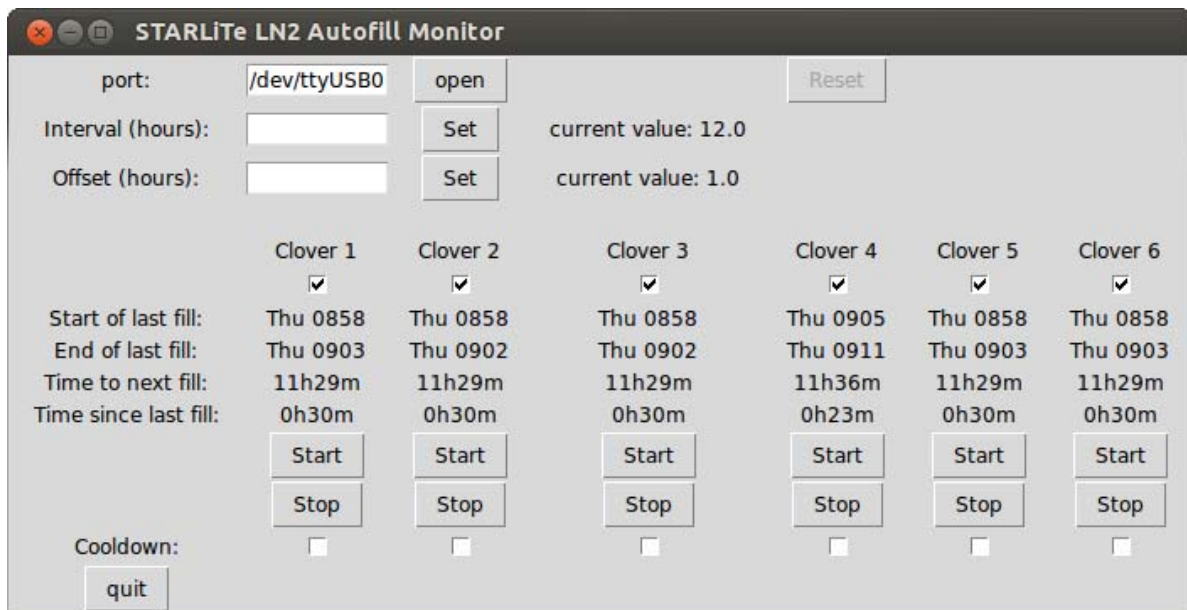 STARLiTe LN2 Autofill Monitor
port: /dev/ttyUSB0 open Reset
Interval (hours): Set current value: 12.0
Offset (hours): Set current value: 1.0
Clover 1 Clover 2 Clover 3 Clover 4 Clover 5 Clover 6
Start of last fill: Thu 0858 Thu 0858 Thu 0858 Thu 0905 Thu 0858 Thu 0858
End of last fill: Thu 0903 Thu 0902 Thu 0902 Thu 0911 Thu 0903 Thu 0903
Time to next fill: 11h29m 11h29m 11h29m 11h36m 11h29m 11h29m
Time since last fill: 0h30m 0h30m 0h30m 0h23m 0h30m 0h30m
Start Start Start Start Start Start
Stop Stop Stop Stop Stop Stop
Cooldown:
quit